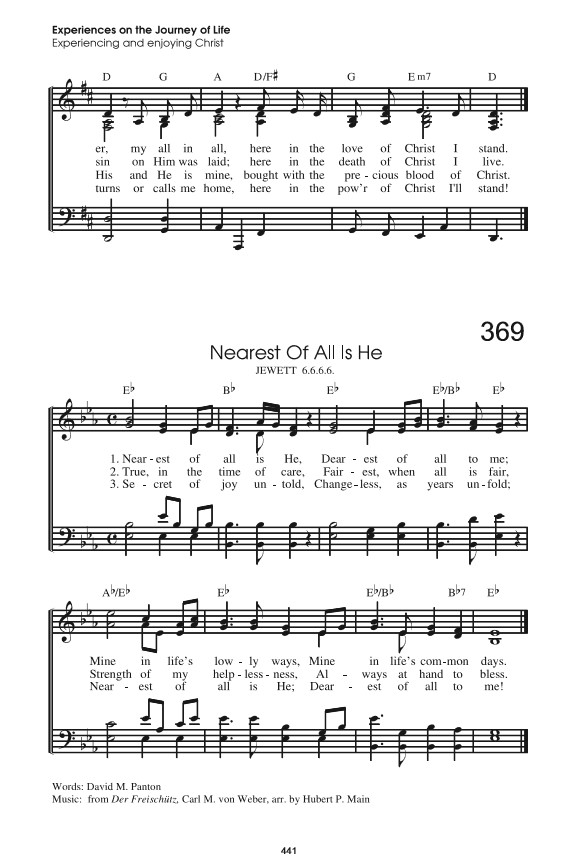 Experiences on the Journey of Life
Experiencing and enjoying Christ
D G A D/F♯ G E m7 D
er, my all in all, here in the love of Christ I stand.
sin on Him was laid; here in the death of Christ I live.
His and He is mine, bought with the pre - cious blood of Christ.
turns or calls me home, here in the pow'r of Christ I'll stand!
369
Nearest Of All Is He
JEWETT 6.6.6.6.
E♭ B♭ E♭ E♭/B♭ E♭
1. Near - est of all is He, Dear - est of all to me;
2. True, in the time of care, Fair - est, when all is fair,
3. Se - cret of joy un - told, Change - less, as years un - fold;
A♭/E♭ E♭ E♭/B♭ B♭7 E♭
Mine in life's low - ly ways, Mine in life's com - mon days.
Strength of my help - less - ness, Al - ways at hand to bless.
Near - est of all is He; Dear - est of all to me!
Words: David M. Panton
Music: from Der Freischütz, Carl M. von Weber, arr. by Hubert P. Main
441